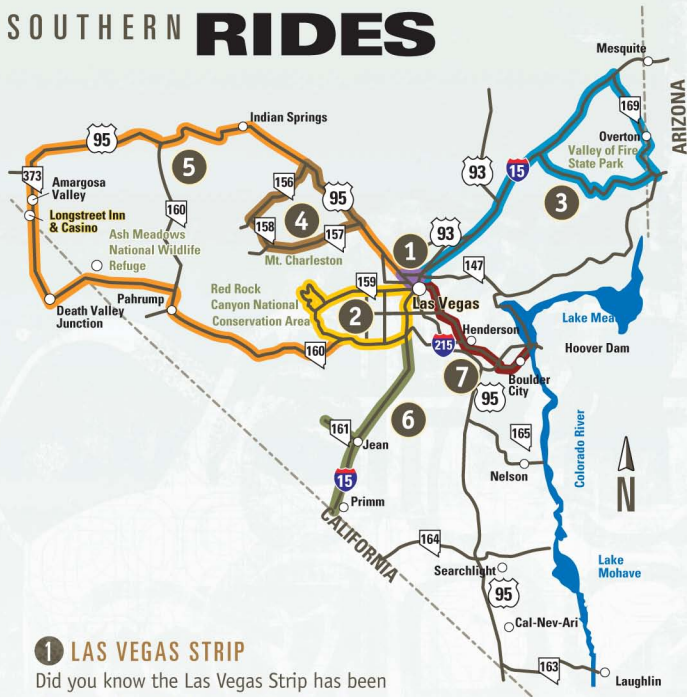 SOUTHERN RIDES
Mesquite
ARIZONA
169
Indian Springs
95
Overton
Valley of Fire
State Park
5
93
15
373
156
Amargosa
Valley
95
3
160
4
Longstreet Inn
& Casino
158
157
93
Ash Meadows
National Wildlife
Refuge
1
Mt. Charleston
147
159
Red Rock
Canyon National
Conservation Area
Pahrump
Las Vegas
Death Valley
Junction
2
Lake Mea
Henderson
215
Hoover Dam
160
7
Boulder
City
95
6
161
165
Colorado River
Jean
N
15
Nelson
Primm
CALIFORNIA
164
Lake
Mohave
Searchlight
95
Cal-Nev-Ari
163
Laughlin
1 LAS VEGAS STRIP
Did you know the Las Vegas Strip has been